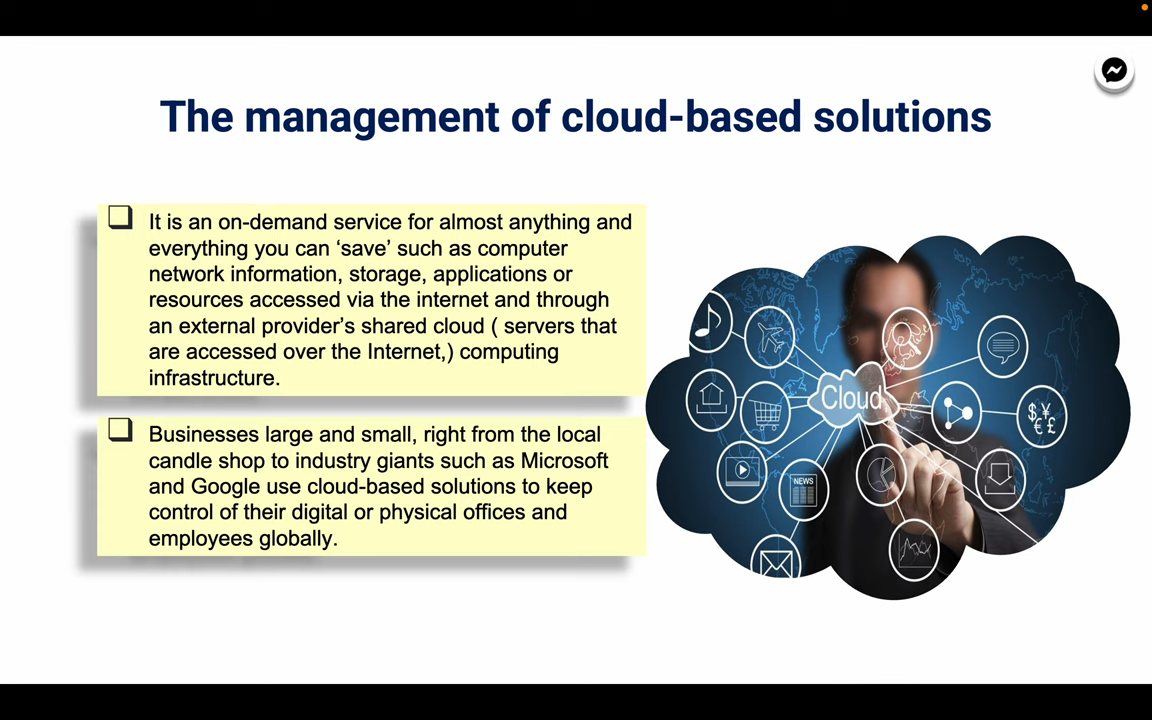 The management of cloud-based solutions
It is an on-demand service for almost anything and
everything you can ‘save’ such as computer
network information, storage, applications or
resources accessed via the internet and through
an external provider’s shared cloud ( servers that
are accessed over the Internet,) computing
infrastructure.
Businesses large and small, right from the local
candle shop to industry giants such as Microsoft
and Google use cloud-based solutions to keep
control of their digital or physical offices and
employees globally.
Cloud
$ ¥
€ £
NEWS